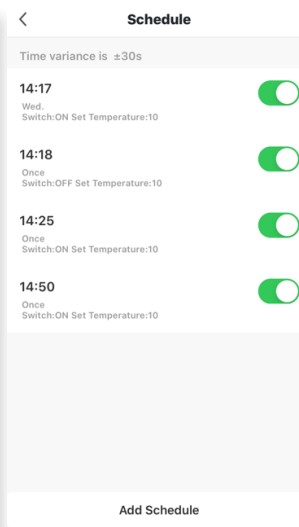 Schedule
Time variance is ±30s
14:17
Wed.
Switch:ON Set Temperature:10
14:18
Once
Switch:OFF Set Temperature:10
14:25
Once
Switch:ON Set Temperature:10
14:50
Once
Switch:ON Set Temperature:10
Add Schedule